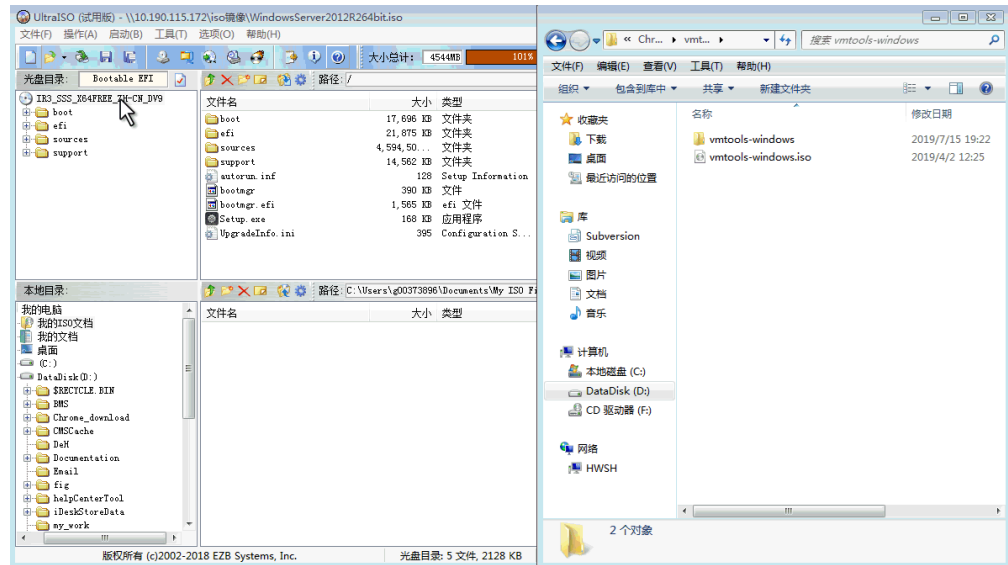 UltraISO (试用版) - \\10.190.115.172\iso镜像\WindowsServer2012R264bit.iso
文件(F) 操作(A) 启动(B) 工具(T) 选项(O) 帮助(H)
大小总计: 4544MB 101%
光盘目录: Bootable EFI 路径: /
IR3_SSS_X64FREE_ZH-CN_DV9
boot
efi
sources
support
文件名 大小 类型
boot 17,696 KB 文件夹
efi 21,875 KB 文件夹
sources 4,594,50... 文件夹
support 14,562 KB 文件夹
autorun.inf 128 Setup Information
bootmgr 390 KB 文件
bootmgr.efi 1,565 KB efi 文件
Setup.exe 168 KB 应用程序
UpgradeInfo.ini 395 Configuration S...
本地目录: 路径: C:\Users\g00373896\Documents\My ISO Fi
我的电脑
我的ISO文档
我的文档
桌面
(C:)
DataDisk(D:)
$RECYCLE.BIN
BMS
Chrome_download
CMSCache
DeH
Documentation
Email
fig
helpCenterTool
iDeskStoreData
my_work
文件名 大小 类型
版权所有 (c)2002-2018 EZB Systems, Inc. 光盘目录: 5 文件, 2128 KB
« Chr... vmt... 搜索 vmtools-windows
文件(F) 编辑(E) 查看(V) 工具(T) 帮助(H)
组织 包含到库中 共享 新建文件夹
收藏夹
下载
桌面
最近访问的位置
库
Subversion
视频
图片
文档
音乐
计算机
本地磁盘 (C:)
DataDisk (D:)
CD 驱动器 (F:)
网络
HWSH
名称 修改日期
vmtools-windows 2019/7/15 19:22
vmtools-windows.iso 2019/4/2 12:25
2 个对象